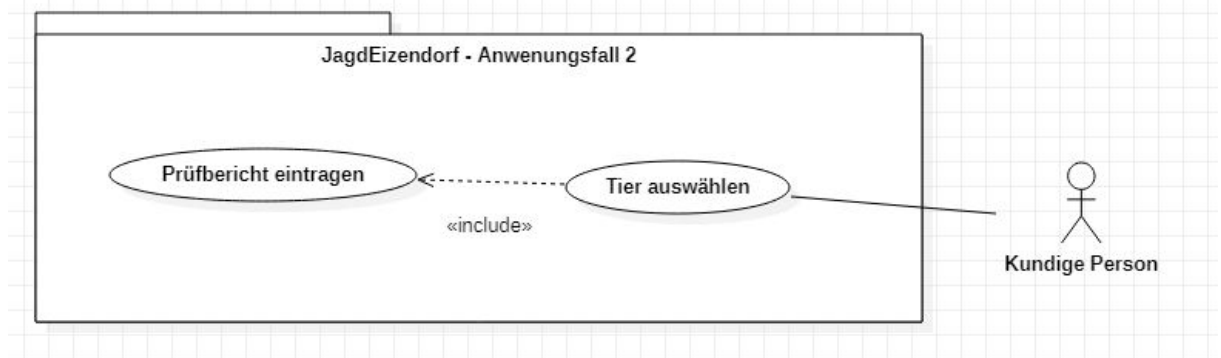 JagdEizendorf - Anwenungsfall 2
Prüfbericht eintragen
Tier auswählen
«include»
Kundige Person